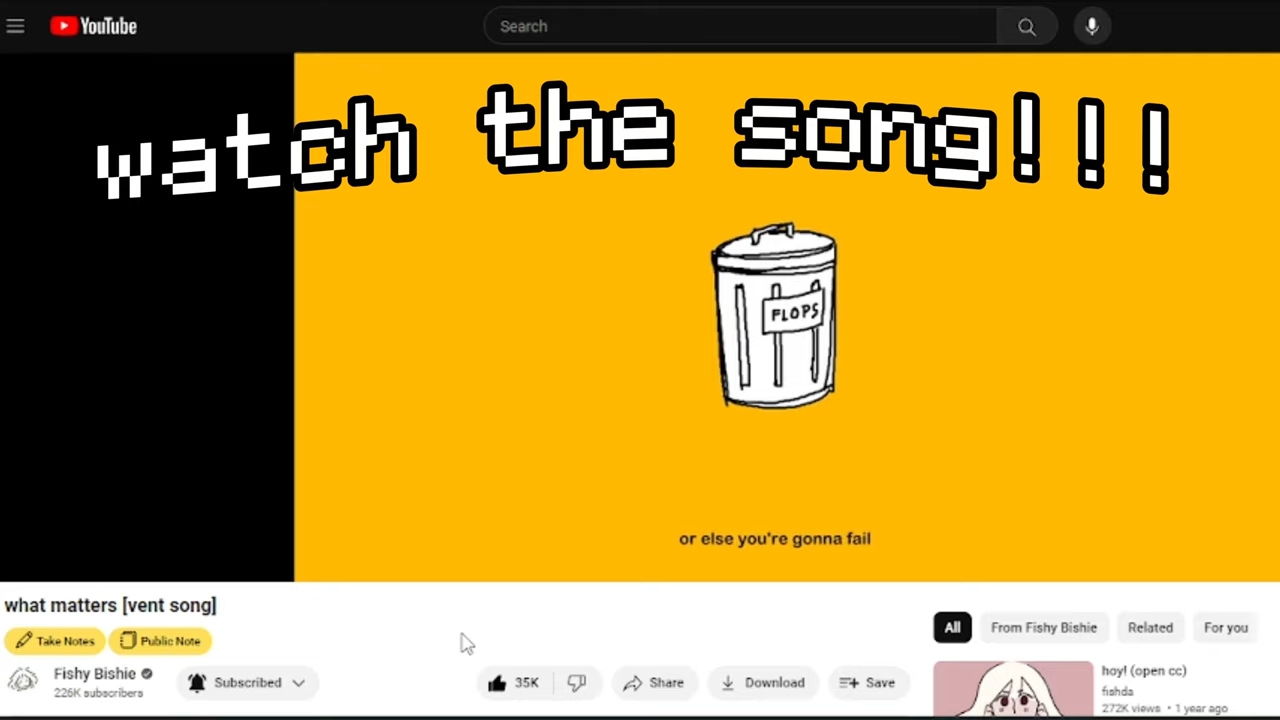 YouTube
Search
watch the song!!!
FLOPS
or else you're gonna fail
what matters [vent song]
Take Notes
Public Note
Fishy Bishie
226K subscribers
Subscribed
35K
Share
Download
Save
All
From Fishy Bishie
Related
For you
hoy! (open cc)
fishda
272K views • 1 year ago